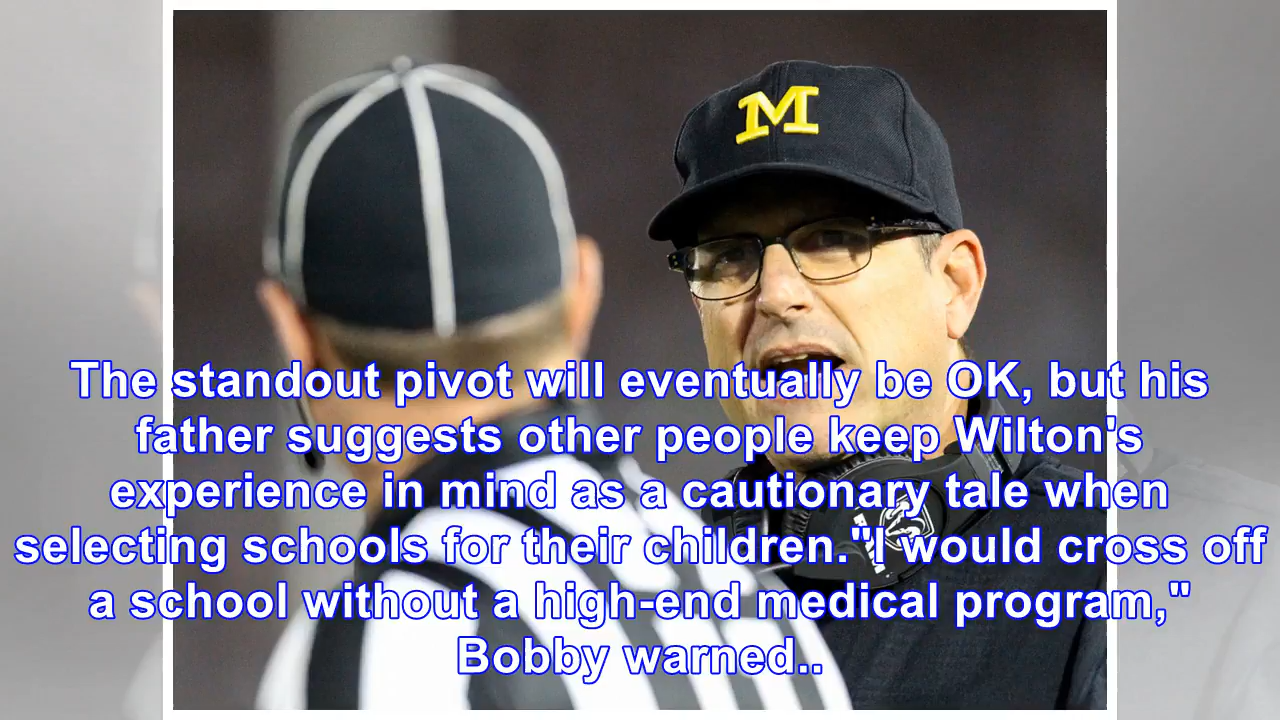 M
The standout pivot will eventually be OK, but his
father suggests other people keep Wilton's
experience in mind as a cautionary tale when
selecting schools for their children."I would cross off
a school without a high-end medical program,"
Bobby warned..